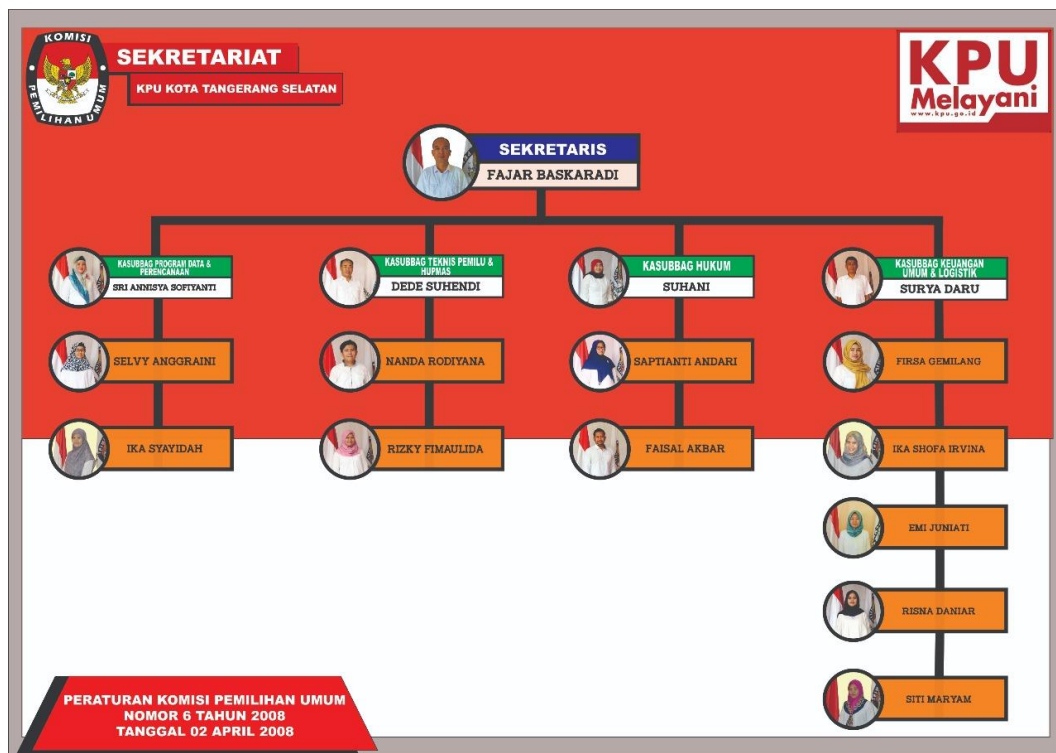 KOMISI
PEMILIHAN UMUM
SEKRETARIAT
KPU KOTA TANGERANG SELATAN
KPU
Melayani
www.kpu.go.id
SEKRETARIS
FAJAR BASKARADI
KASUBBAG PROGRAM DATA &
PERENCANAAN
SRI ANNISYA SOFIYANTI
SELVY ANGGRAINI
IKA SYAYIDAH
KASUBBAG TEKNIS PEMILU &
HUPMAS
DEDE SUHENDI
NANDA RODIYANA
RIZKY FIMAULIDA
KASUBBAG HUKUM
SUHANI
SAPTIANTI ANDARI
FAISAL AKBAR
KASUBBAG KEUANGAN
UMUM & LOGISTIK
SURYA DARU
FIRSA GEMILANG
IKA SHOFA IRVINA
EMI JUNIATI
RISNA DANIAR
SITI MARYAM
PERATURAN KOMISI PEMILIHAN UMUM
NOMOR 6 TAHUN 2008
TANGGAL 02 APRIL 2008